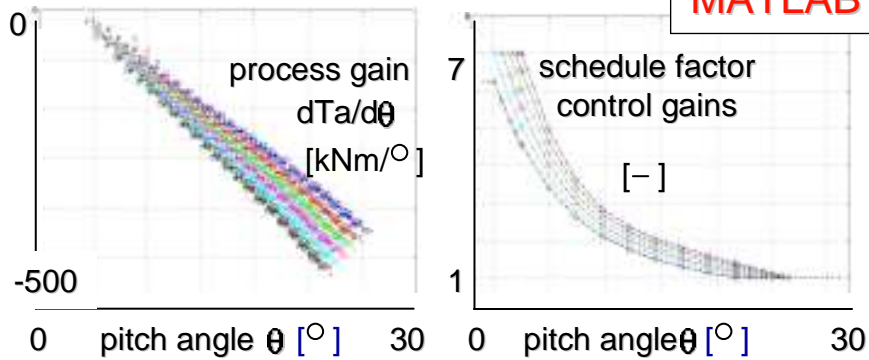 MATLAB
0
process gain
dTa/dθ
[kNm/° ]
-500
0
pitch angle θ [° ]
30
7
schedule factor
control gains
[– ]
1
0
pitch angleθ [° ]
30